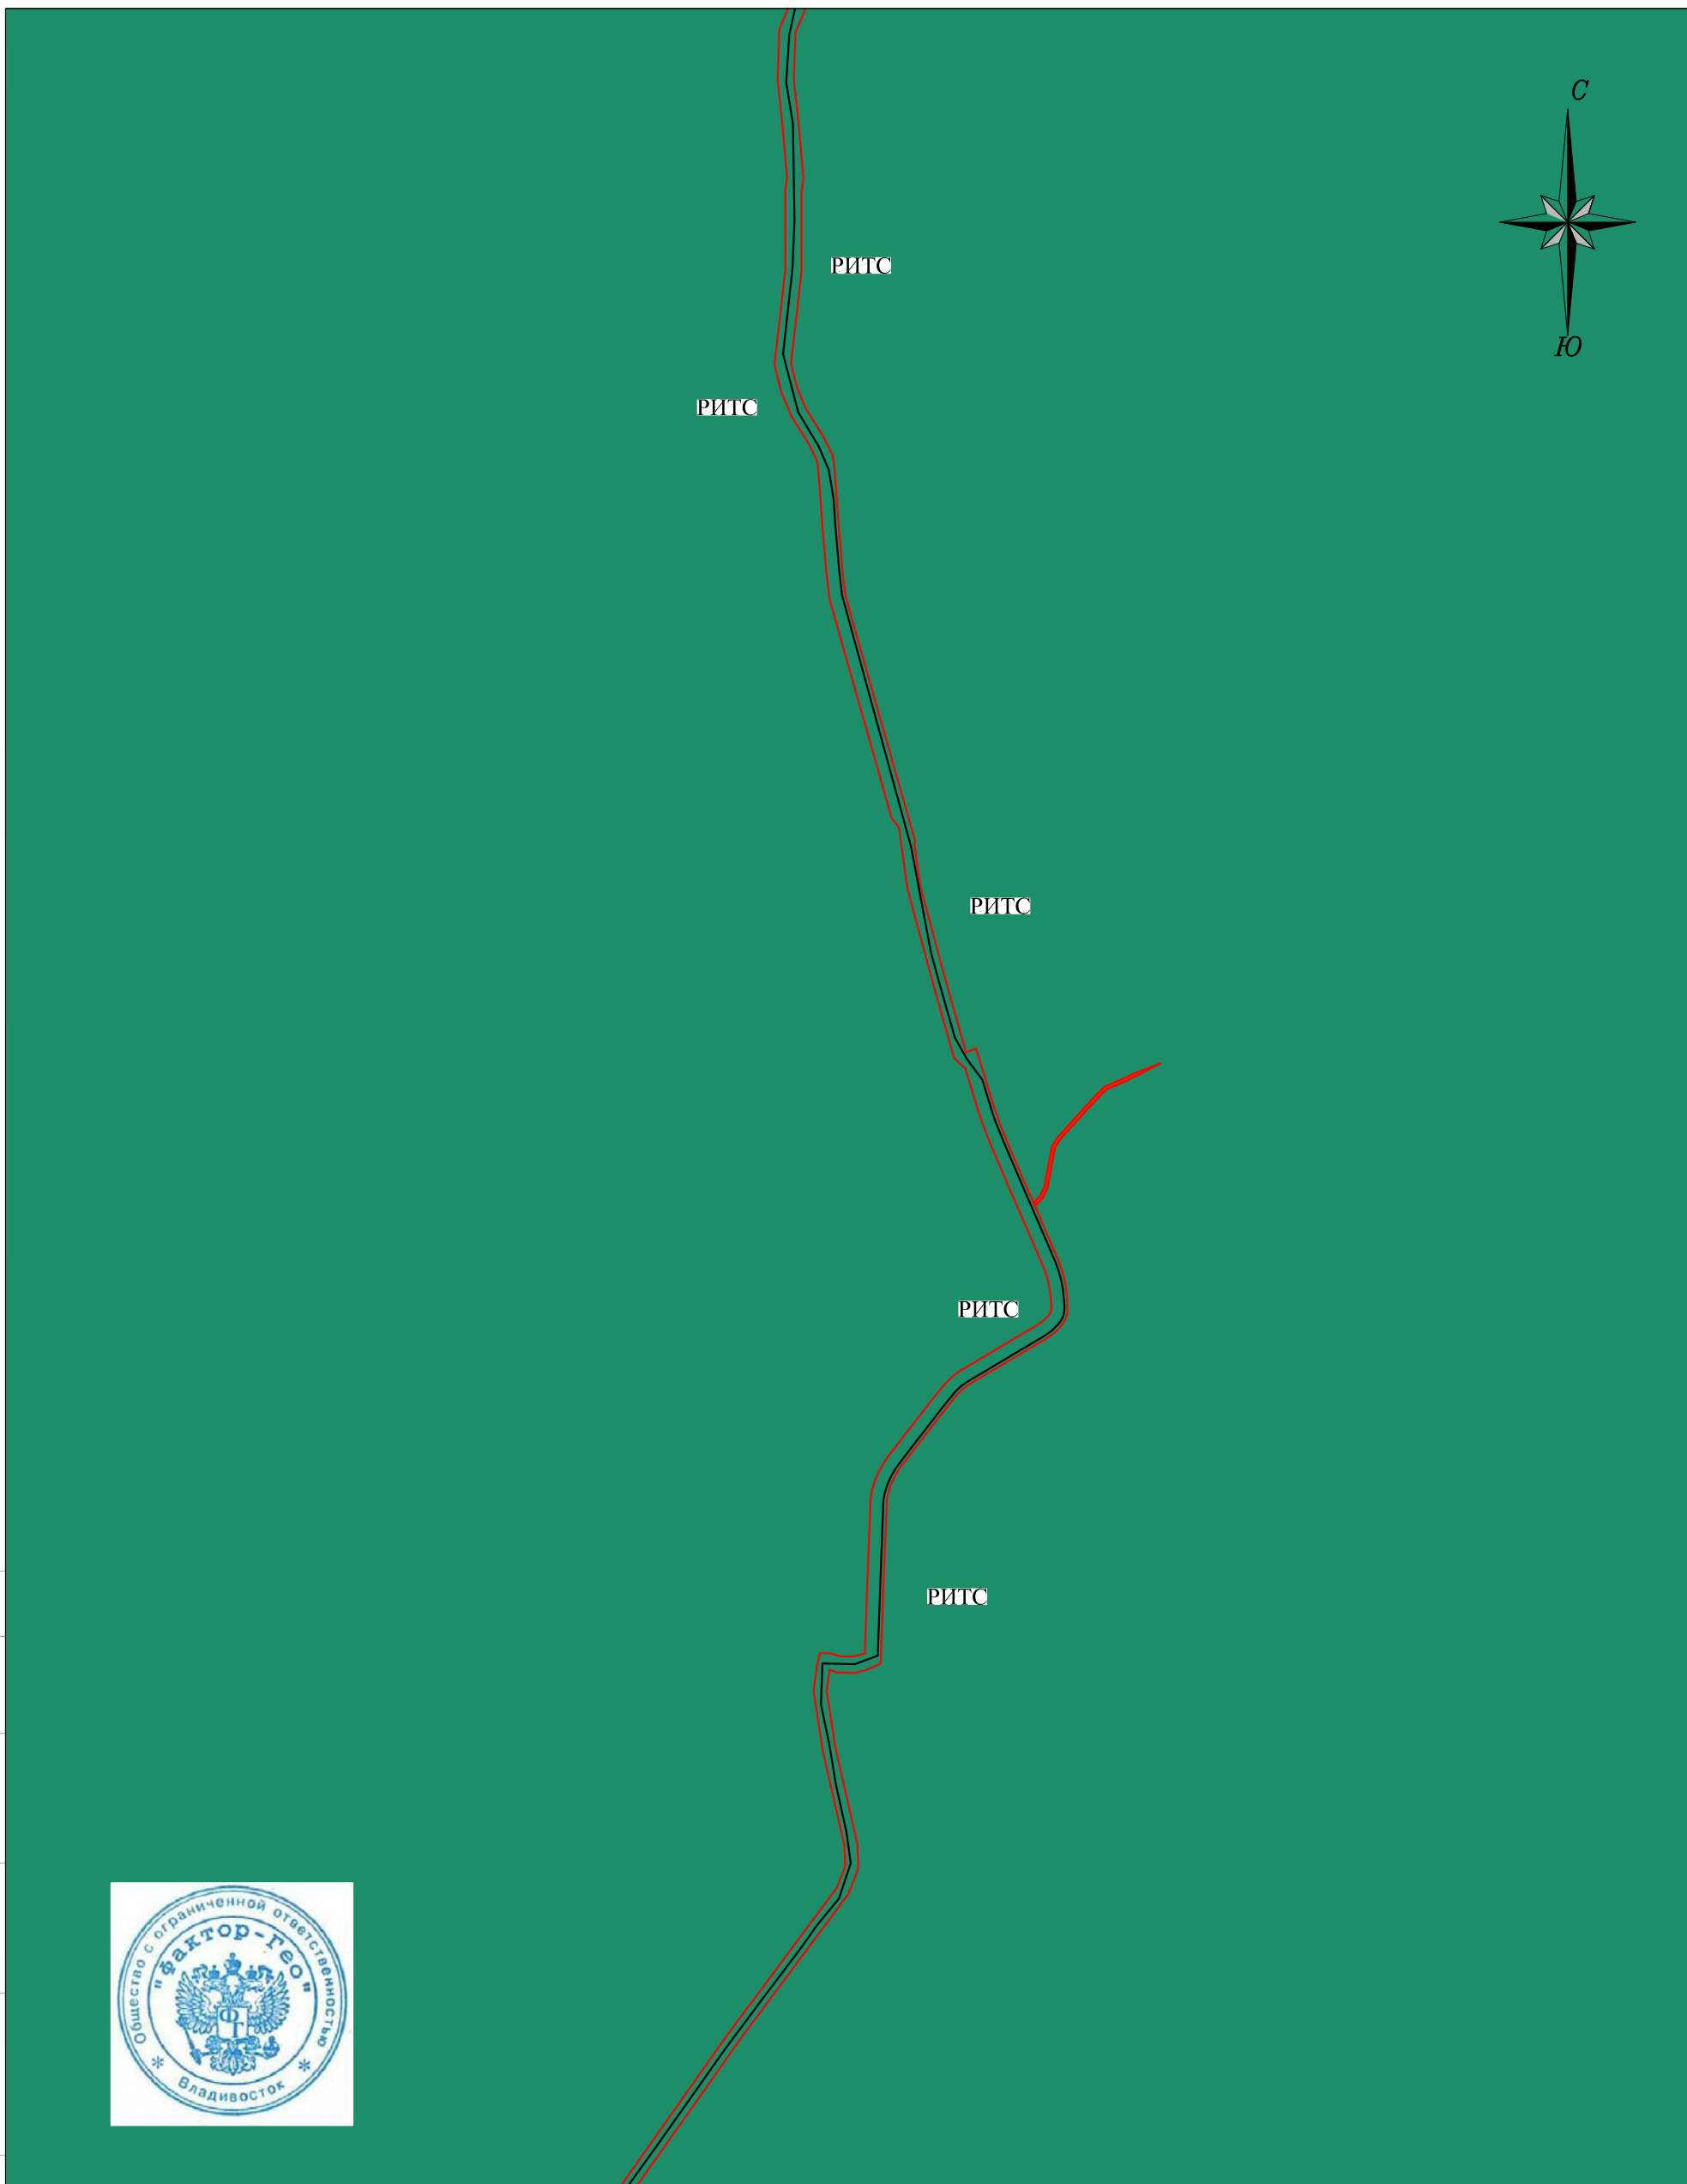 С
РИТС
Ю
РИТС
РИТС
РИТС
РИТС
Общество с ограниченной ответственностью
"Фактор-гео"
ФГ
* Владивосток *